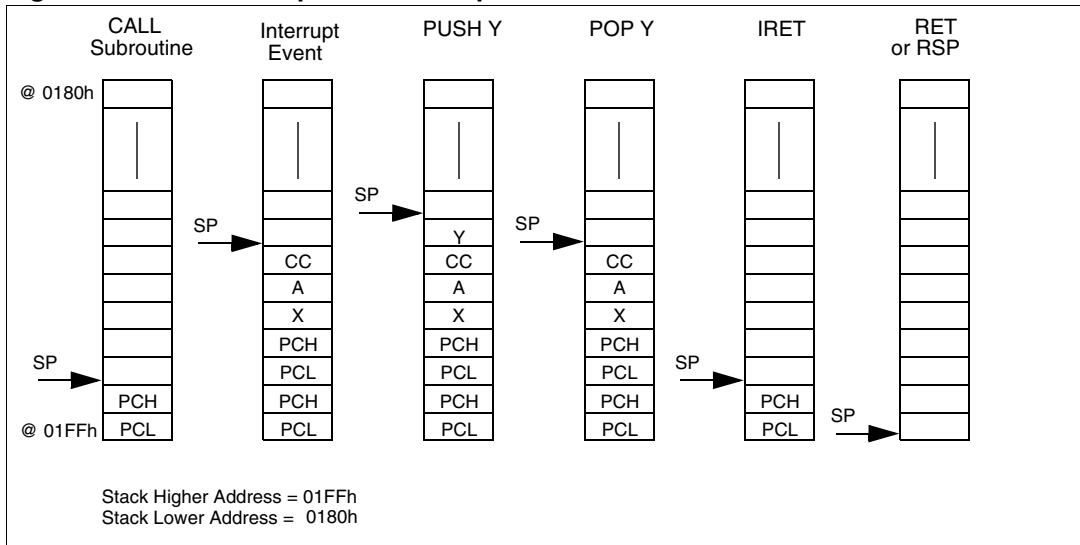 CALL
Subroutine
Interrupt
Event
PUSH Y
POP Y
IRET
RET
or RSP
@ 0180h
SP
SP
SP
Y
CC
CC
CC
A
A
A
X
X
X
PCH
PCH
PCH
SP
SP
PCL
PCL
PCL
PCH
PCH
PCH
PCH
PCH
SP
@ 01FFh
PCL
PCL
PCL
PCL
PCL
Stack Higher Address = 01FFh
Stack Lower Address = 0180h